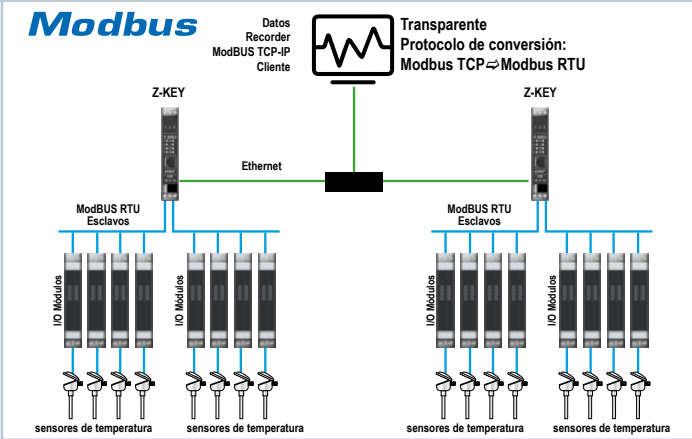 Modbus
Datos
Recorder
ModBUS TCP-IP
Cliente
Transparente
Protocolo de conversión:
Modbus TCP⇨Modbus RTU
Z-KEY
Z-KEY
Ethernet
ModBUS RTU
Esclavos
ModBUS RTU
Esclavos
I/O Módulos
I/O Módulos
I/O Módulos
I/O Módulos
sensores de temperatura
sensores de temperatura
sensores de temperatura
sensores de temperatura